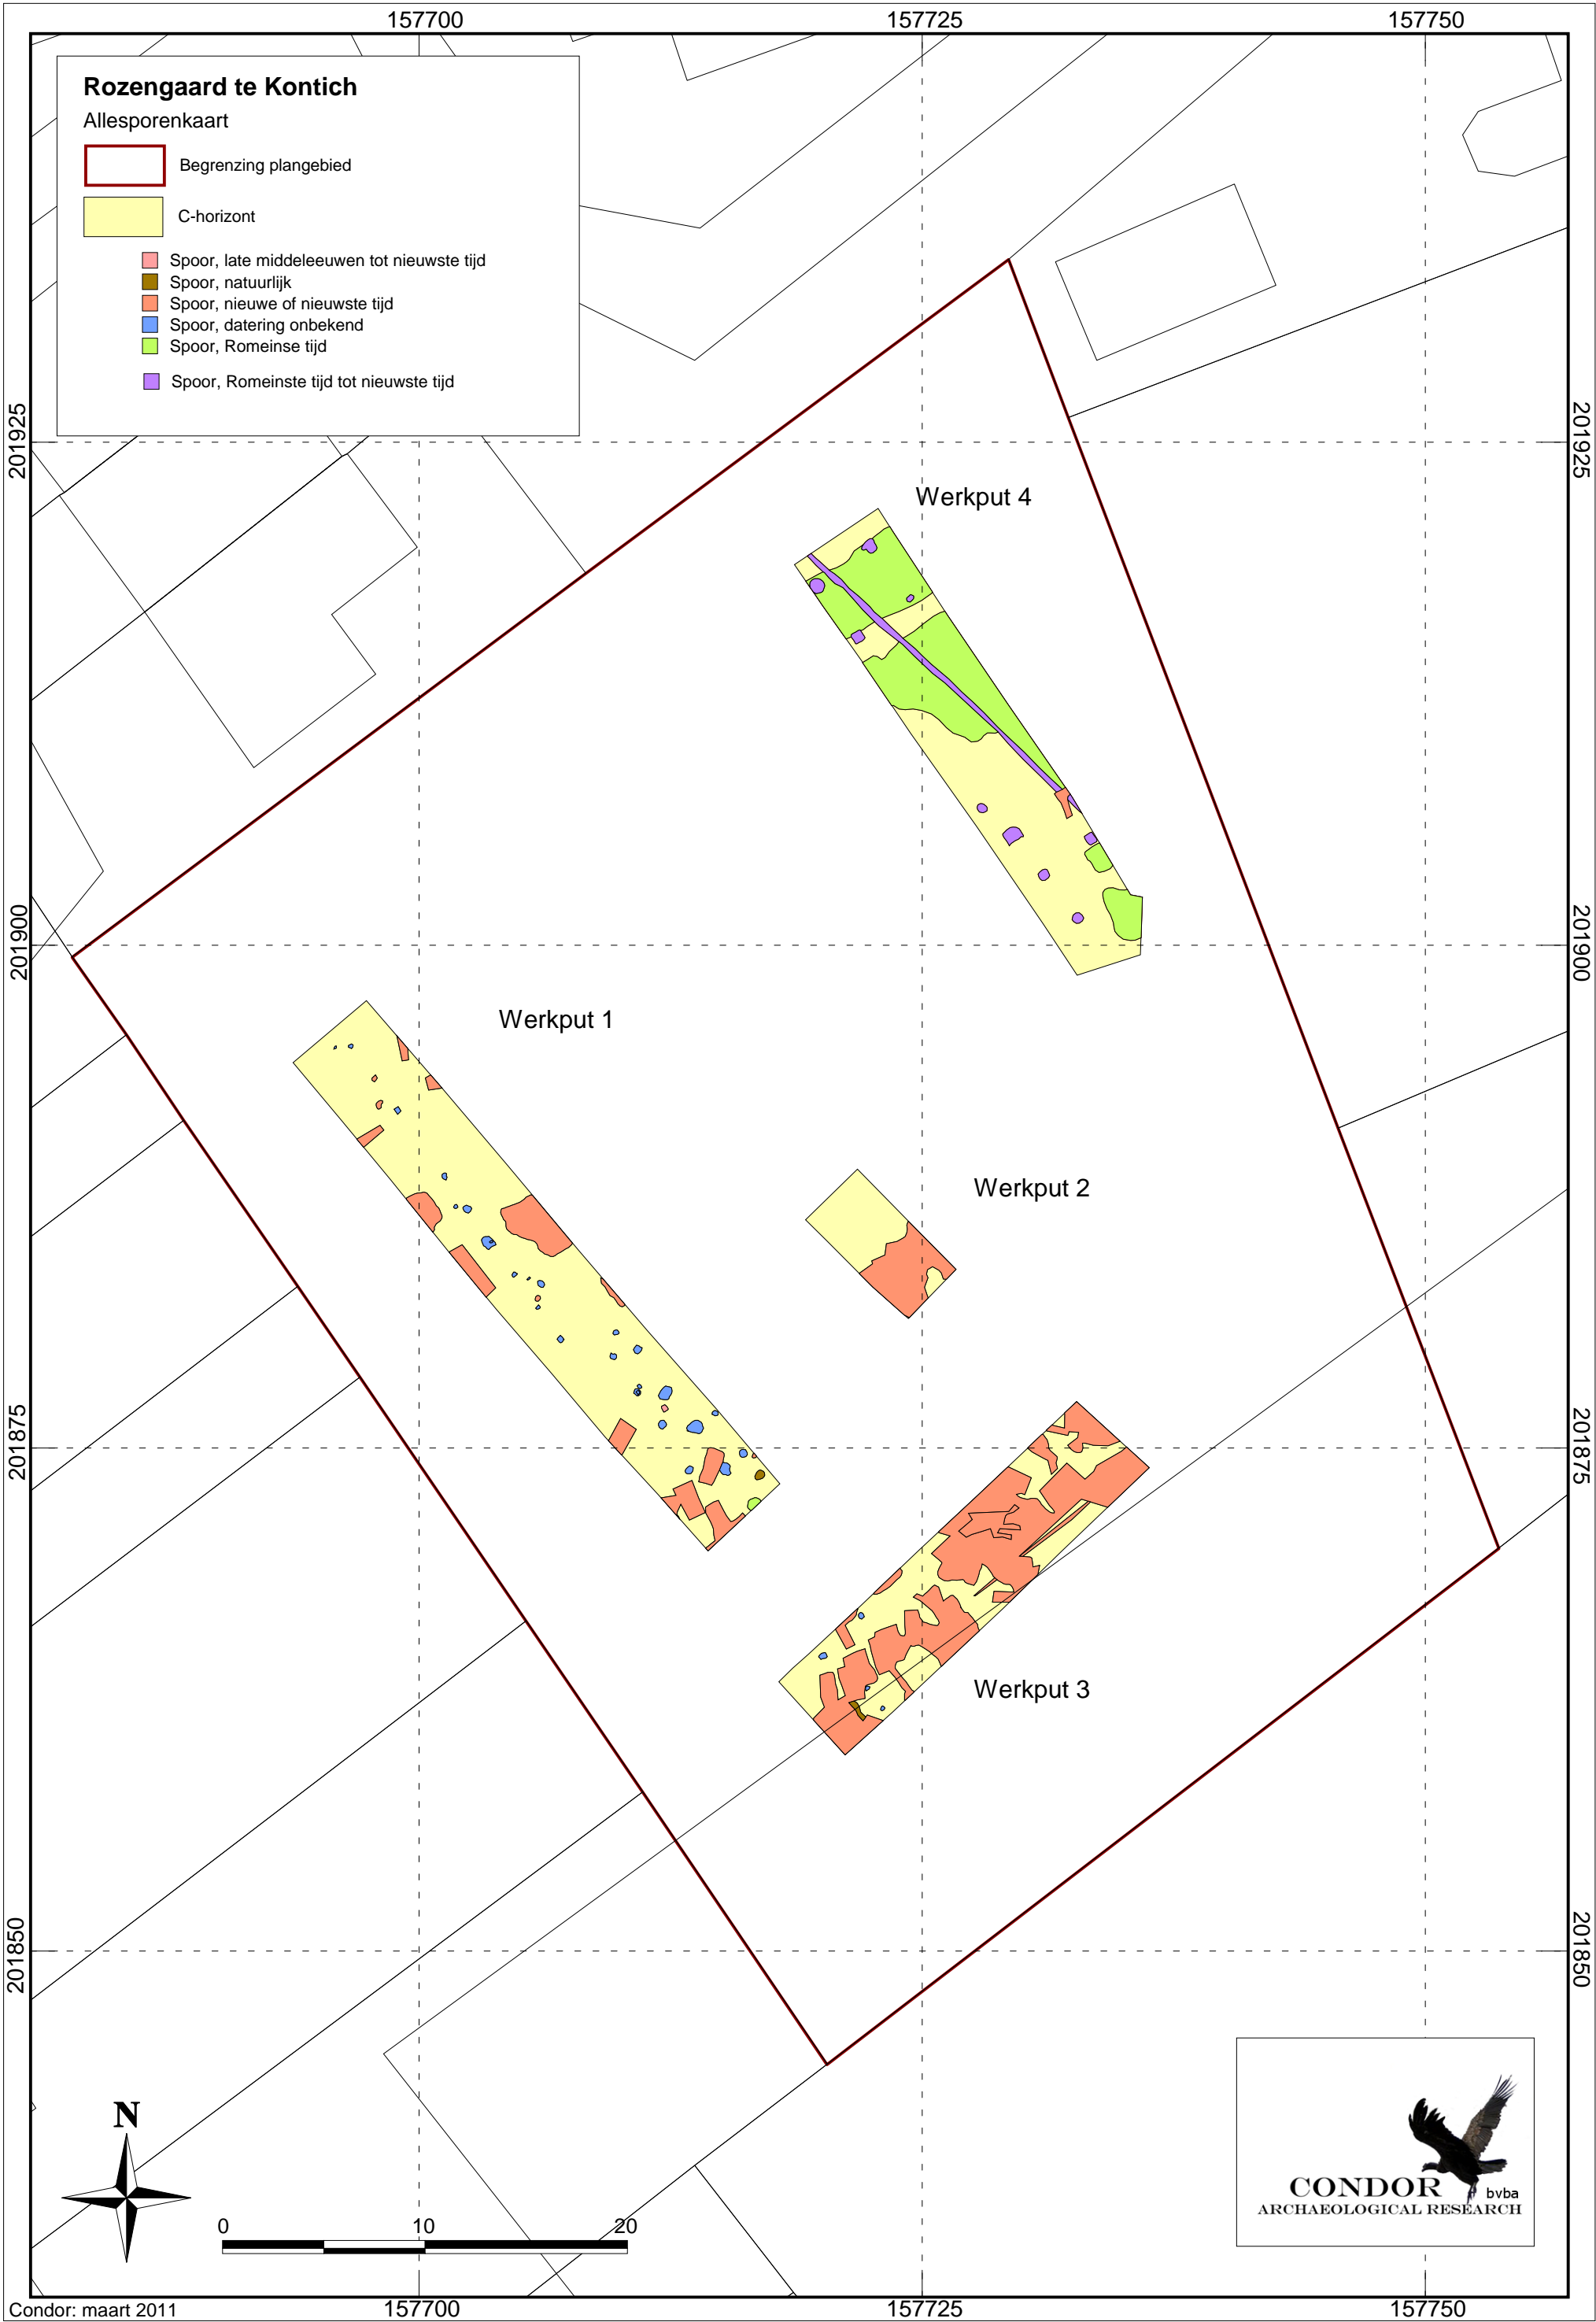 157700
157725
157750
Rozengaard te Kontich
Allesporenkaart
Begrenzing plangebied
C-horizont
Spoor, late middeleeuwen tot nieuwste tijd
Spoor, natuurlijk
Spoor, nieuwe of nieuwste tijd
Spoor, datering onbekend
Spoor, Romeinse tijd
Spoor, Romeinste tijd tot nieuwste tijd
201925
201925
Werkput 4
201900
201900
Werkput 1
Werkput 2
201875
201875
Werkput 3
201850
201850
N
0 10 20
CONDOR bvba
ARCHAEOLOGICAL RESEARCH
Condor: maart 2011
157700
157725
157750